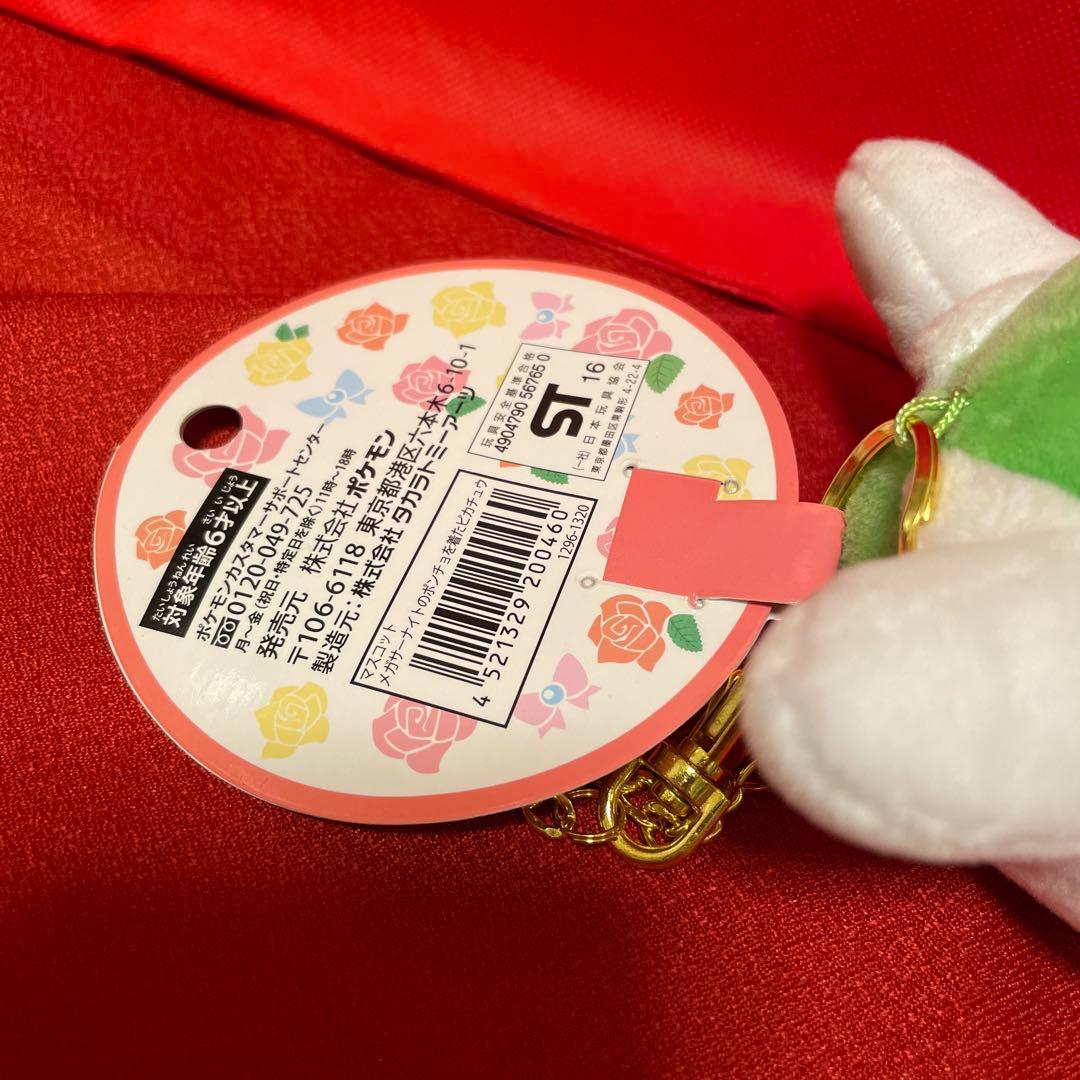 たいしょうねんれい さい い じょう
対象年齢6才以上
ポケモンカスタマーサポートセンター
0120-049-725
月〜金(祝日・特定日を除く)11時〜18時
発売元 株式会社 ポケモン
〒106-6118 東京都港区六本木6-10-1
製造元:株式会社 タカラトミーアーツ
マスコット
メガサーナイトのポンチョを着たピカチュウ
4 521329 200460
1296-1320
玩具安全基準合格
4904790 56765 0
ST 16
(一社)日本玩具協会
東京都墨田区東駒形 4-22-4